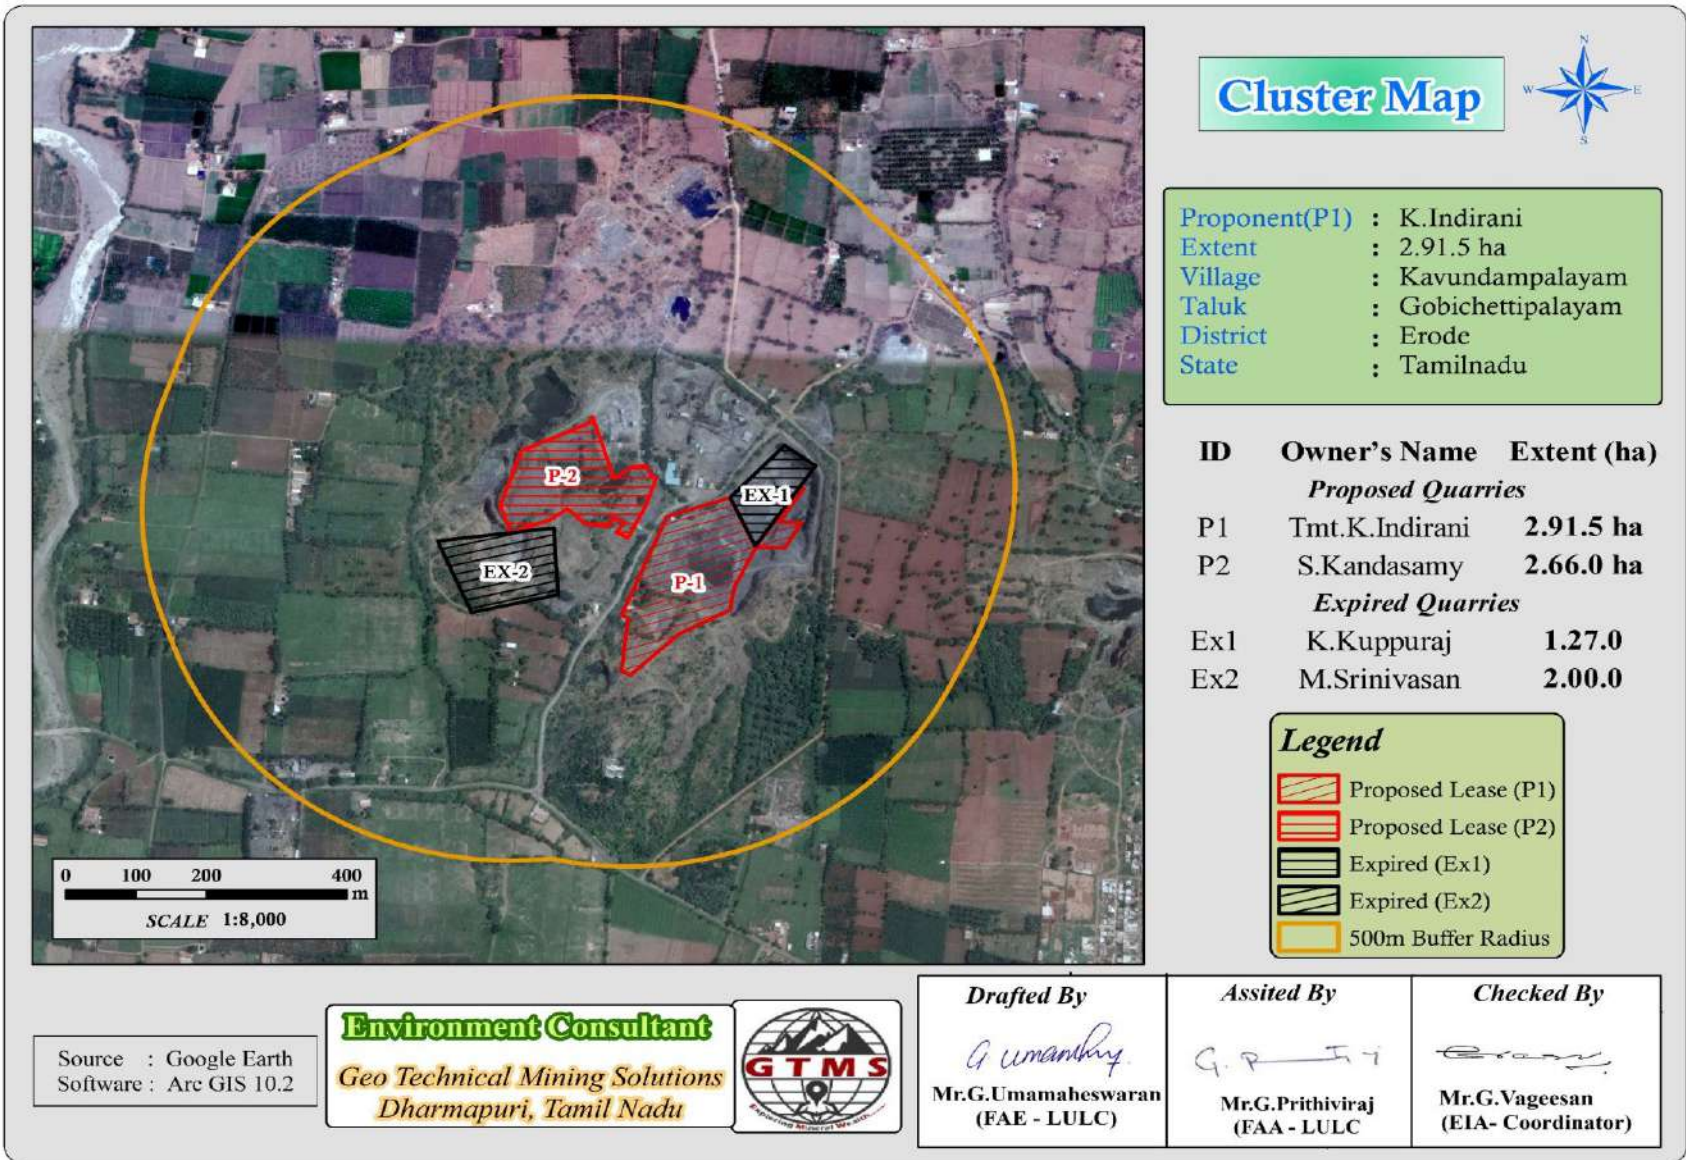 Cluster Map
N
W
E
S
Proponent(P1) : K.Indirani
Extent : 2.91.5 ha
Village : Kavundampalayam
Taluk : Gobichettipalayam
District : Erode
State : Tamilnadu
ID Owner's Name Extent (ha)
Proposed Quarries
P1 Tmt.K.Indirani 2.91.5 ha
P2 S.Kandasamy 2.66.0 ha
Expired Quarries
Ex1 K.Kuppuraj 1.27.0
Ex2 M.Srinivasan 2.00.0
Legend
Proposed Lease (P1)
Proposed Lease (P2)
Expired (Ex1)
Expired (Ex2)
500m Buffer Radius
P-2
EX-1
EX-2
P-1
0 100 200 400
m
SCALE 1:8,000
Source : Google Earth
Software : Arc GIS 10.2
Environment Consultant
Geo Technical Mining Solutions
Dharmapuri, Tamil Nadu
GTMS
Exploring Mineral Wealth......
Drafted By
G umamhy.
Mr.G.Umamaheswaran
(FAE - LULC)
Assited By
Mr.G.Prithiviraj
(FAA - LULC
Checked By
Mr.G.Vageesan
(EIA- Coordinator)